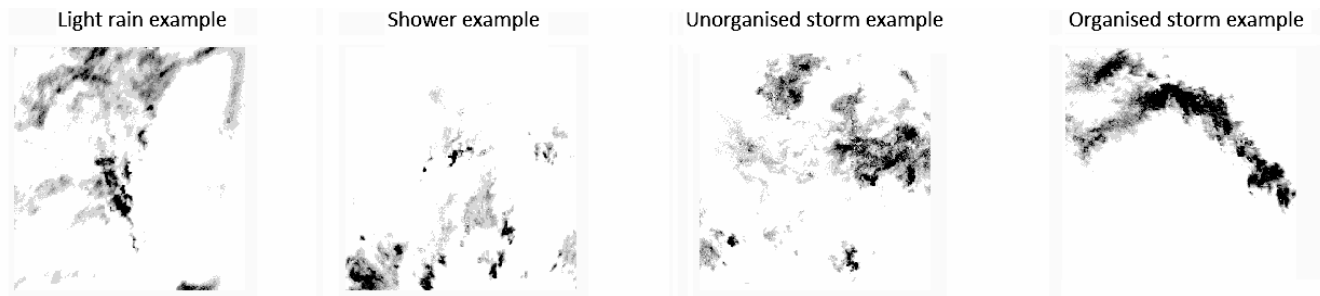 Light rain example
Shower example
Unorganised storm example
Organised storm example